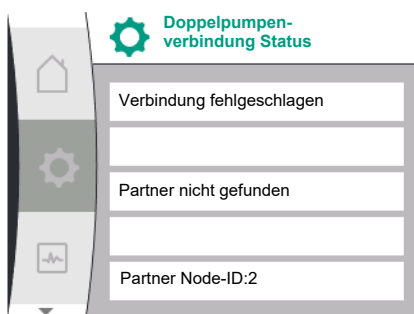 Doppelpumpen-
verbindung Status
Verbindung fehlgeschlagen
Partner nicht gefunden
Partner Node-ID:2